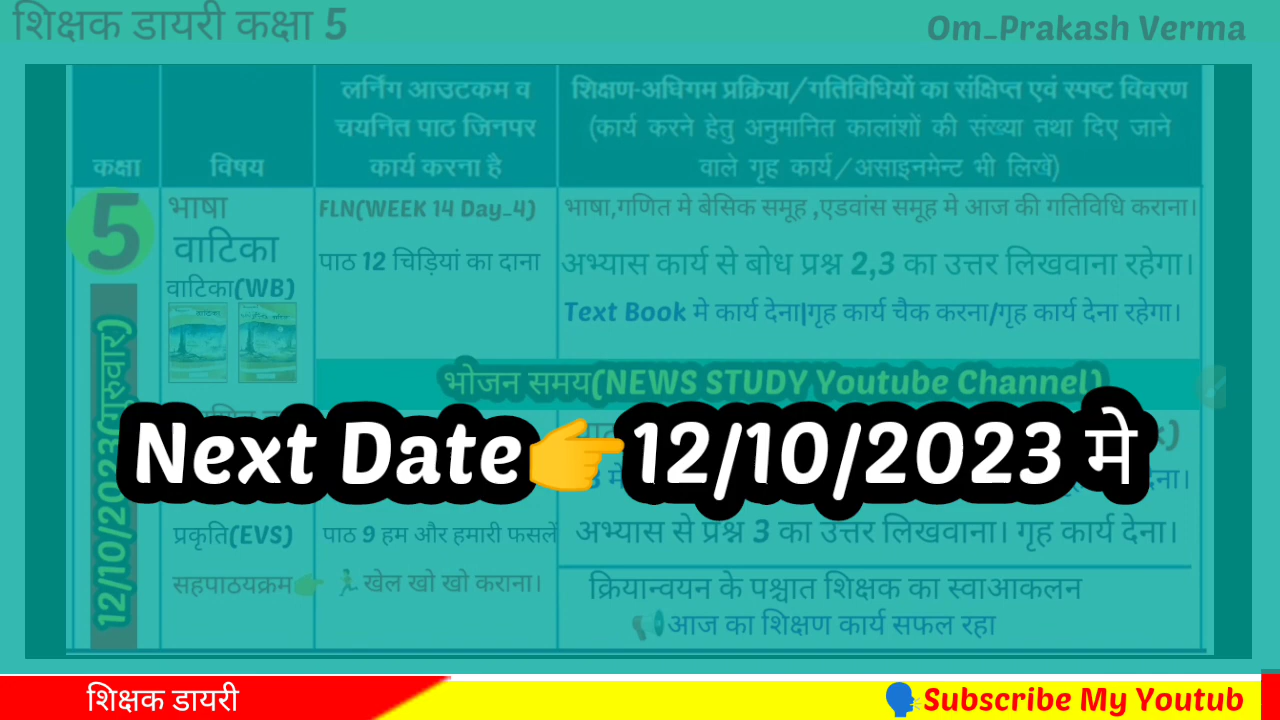 शिक्षक डायरी कक्षा 5
Om_Prakash Verma
कक्षा
विषय
लर्निंग आउटकम व
चयनित पाठ जिनपर
कार्य करना है
शिक्षण-अधिगम प्रक्रिया/गतिविधियों का संक्षिप्त एवं स्पष्ट विवरण
(कार्य करने हेतु अनुमानित कालांशों की संख्या तथा दिए जाने
वाले गृह कार्य/असाइनमेन्ट भी लिखें)
5
12/10/2023(गुरुवार)
भाषा
वाटिका
वाटिका(WB)
FLN(WEEK 14 Day_4)
पाठ 12 चिड़ियां का दाना
भाषा,गणित मे बेसिक समूह ,एडवांस समूह मे आज की गतिविधि कराना।
अभ्यास कार्य से बोध प्रश्न 2,3 का उत्तर लिखवाना रहेगा।
Text Book मे कार्य देना|गृह कार्य चैक करना/गृह कार्य देना रहेगा।
भोजन समय(NEWS STUDY Youtube Channel)
Next Date👉12/10/2023 मे
देना।
प्रकृति(EVS)
पाठ 9 हम और हमारी फसलें
अभ्यास से प्रश्न 3 का उत्तर लिखवाना। गृह कार्य देना।
सहपाठयक्रम👉
🏃खेल खो खो कराना।
क्रियान्वयन के पश्चात शिक्षक का स्वाआकलन
📢आज का शिक्षण कार्य सफल रहा
शिक्षक डायरी
🗣Subscribe My Youtub